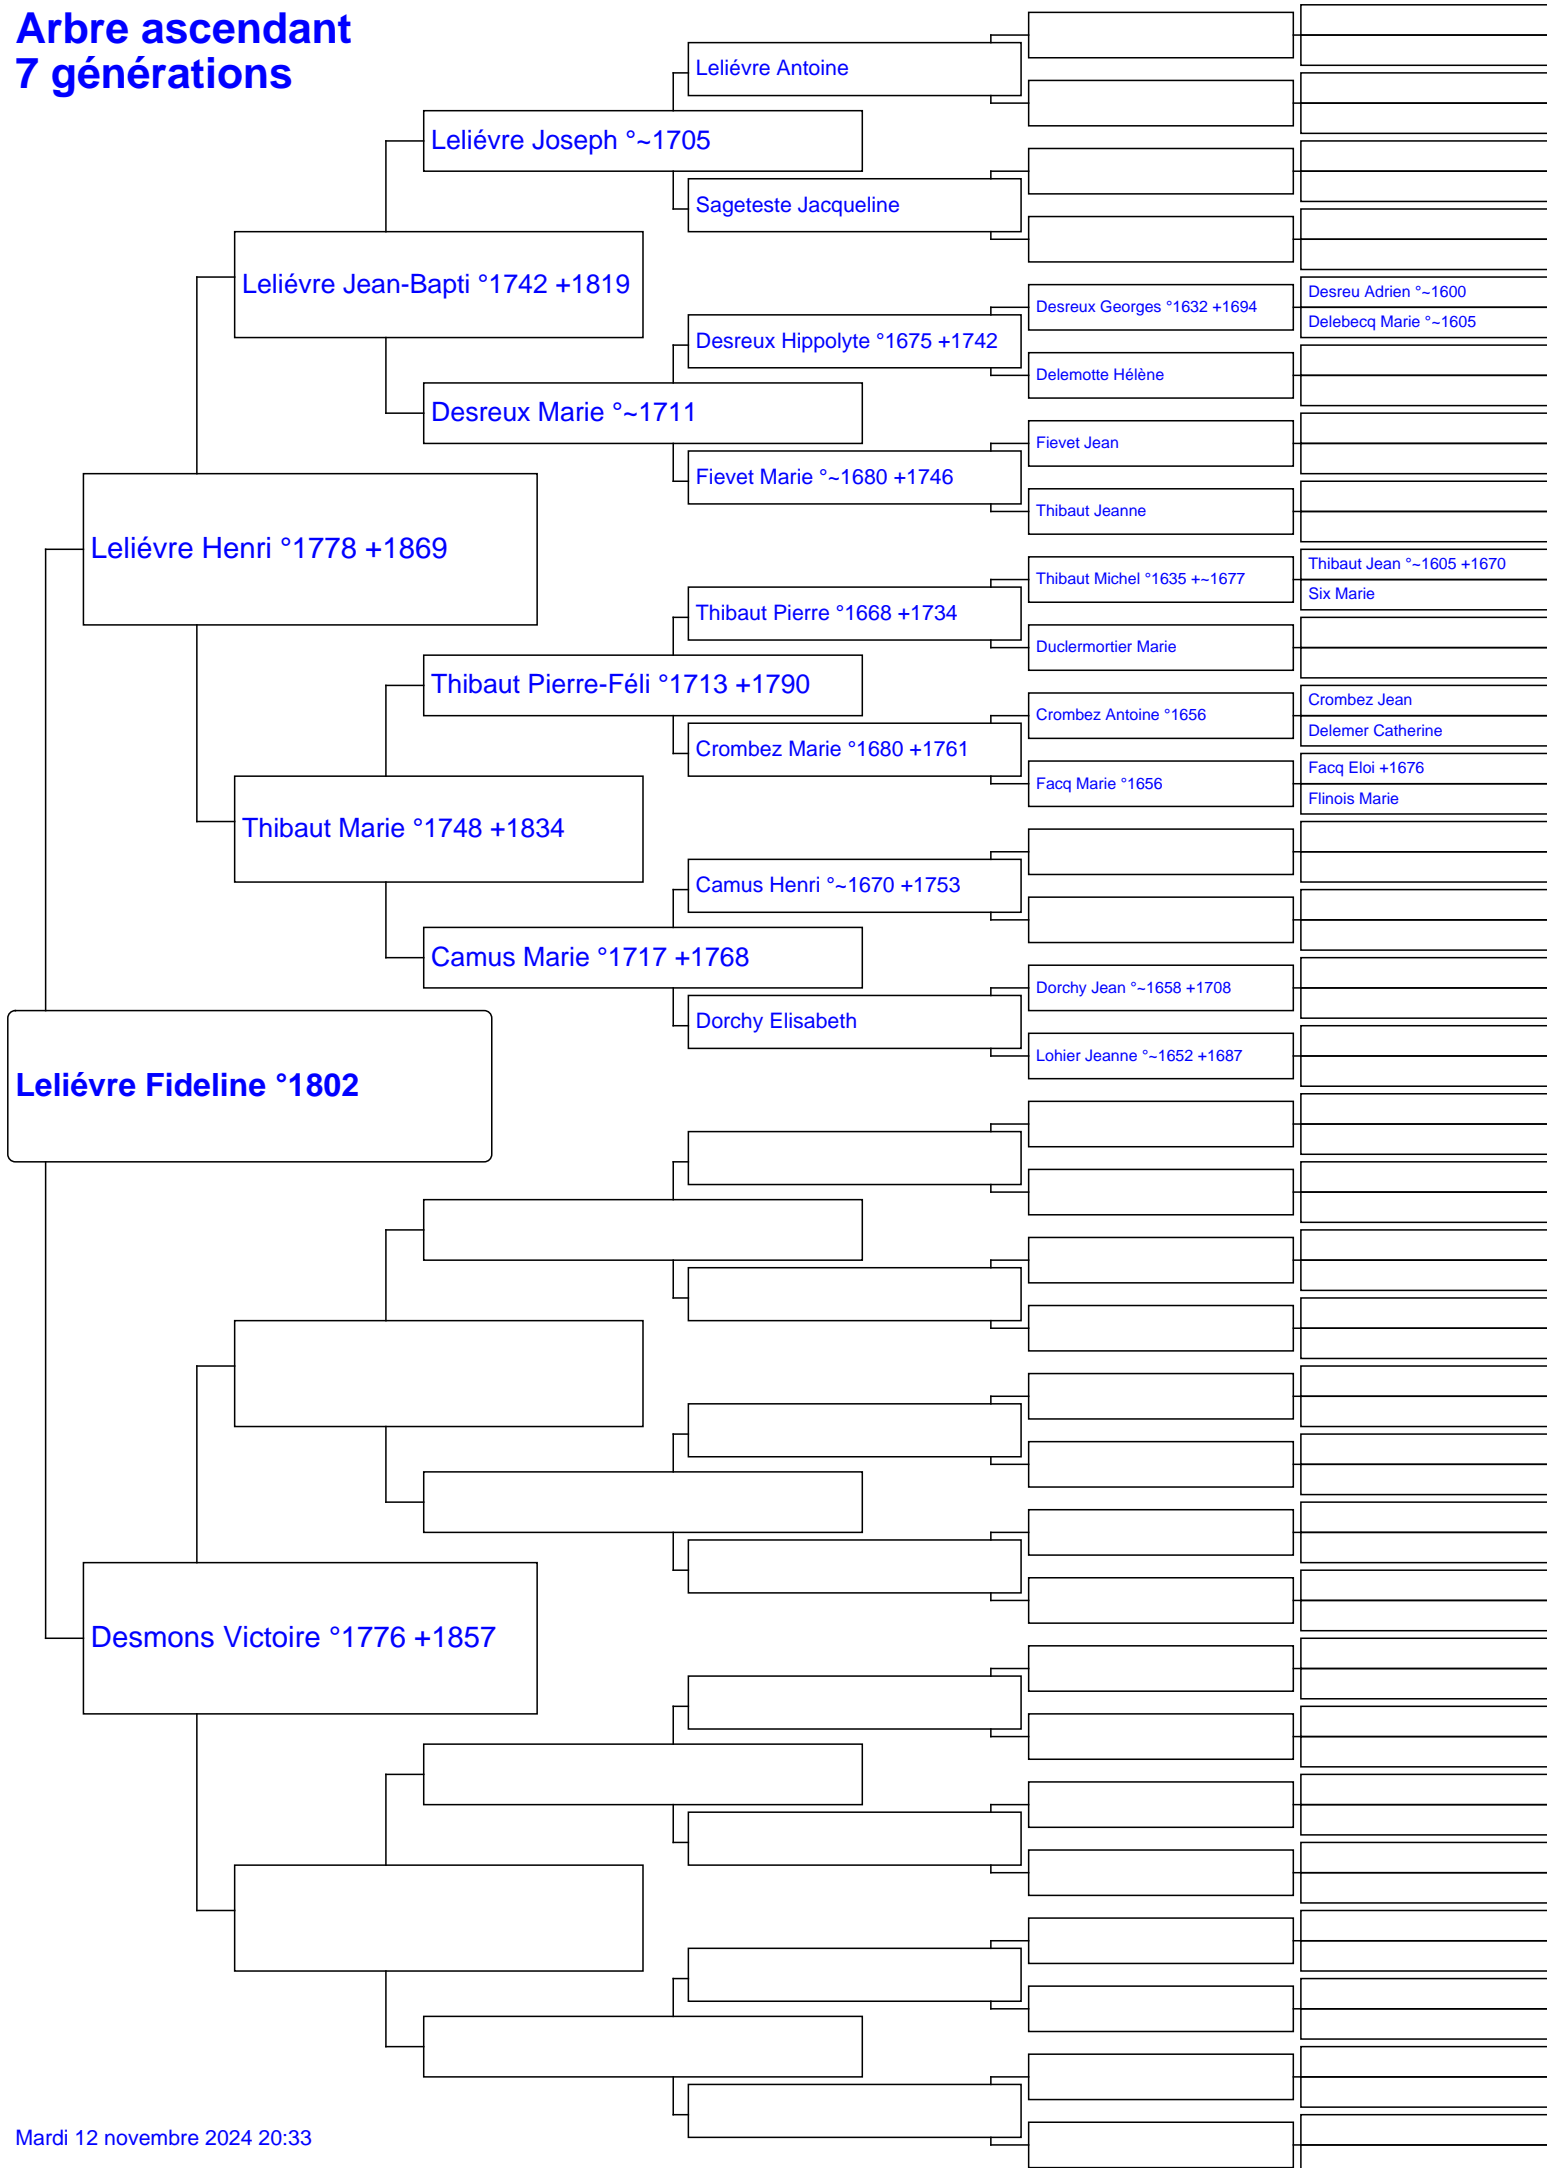 Arbre ascendant
7 générations
Leliévre Antoine
Leliévre Joseph °~1705
Sageteste Jacqueline
Leliévre Jean-Bapti °1742 +1819
Desreu Adrien °~1600
Desreux Georges °1632 +1694
Delebecq Marie °~1605
Desreux Hippolyte °1675 +1742
Delemotte Hélène
Desreux Marie °~1711
Fievet Jean
Fievet Marie °~1680 +1746
Thibaut Jeanne
Leliévre Henri °1778 +1869
Thibaut Jean °~1605 +1670
Thibaut Michel °1635 +~1677
Six Marie
Thibaut Pierre °1668 +1734
Duclermortier Marie
Thibaut Pierre-Féli °1713 +1790
Crombez Jean
Crombez Antoine °1656
Delemer Catherine
Crombez Marie °1680 +1761
Facq Eloi +1676
Facq Marie °1656
Flinois Marie
Thibaut Marie °1748 +1834
Camus Henri °~1670 +1753
Camus Marie °1717 +1768
Dorchy Jean °~1658 +1708
Dorchy Elisabeth
Lohier Jeanne °~1652 +1687
Leliévre Fideline °1802
Desmons Victoire °1776 +1857
Mardi 12 novembre 2024 20:33